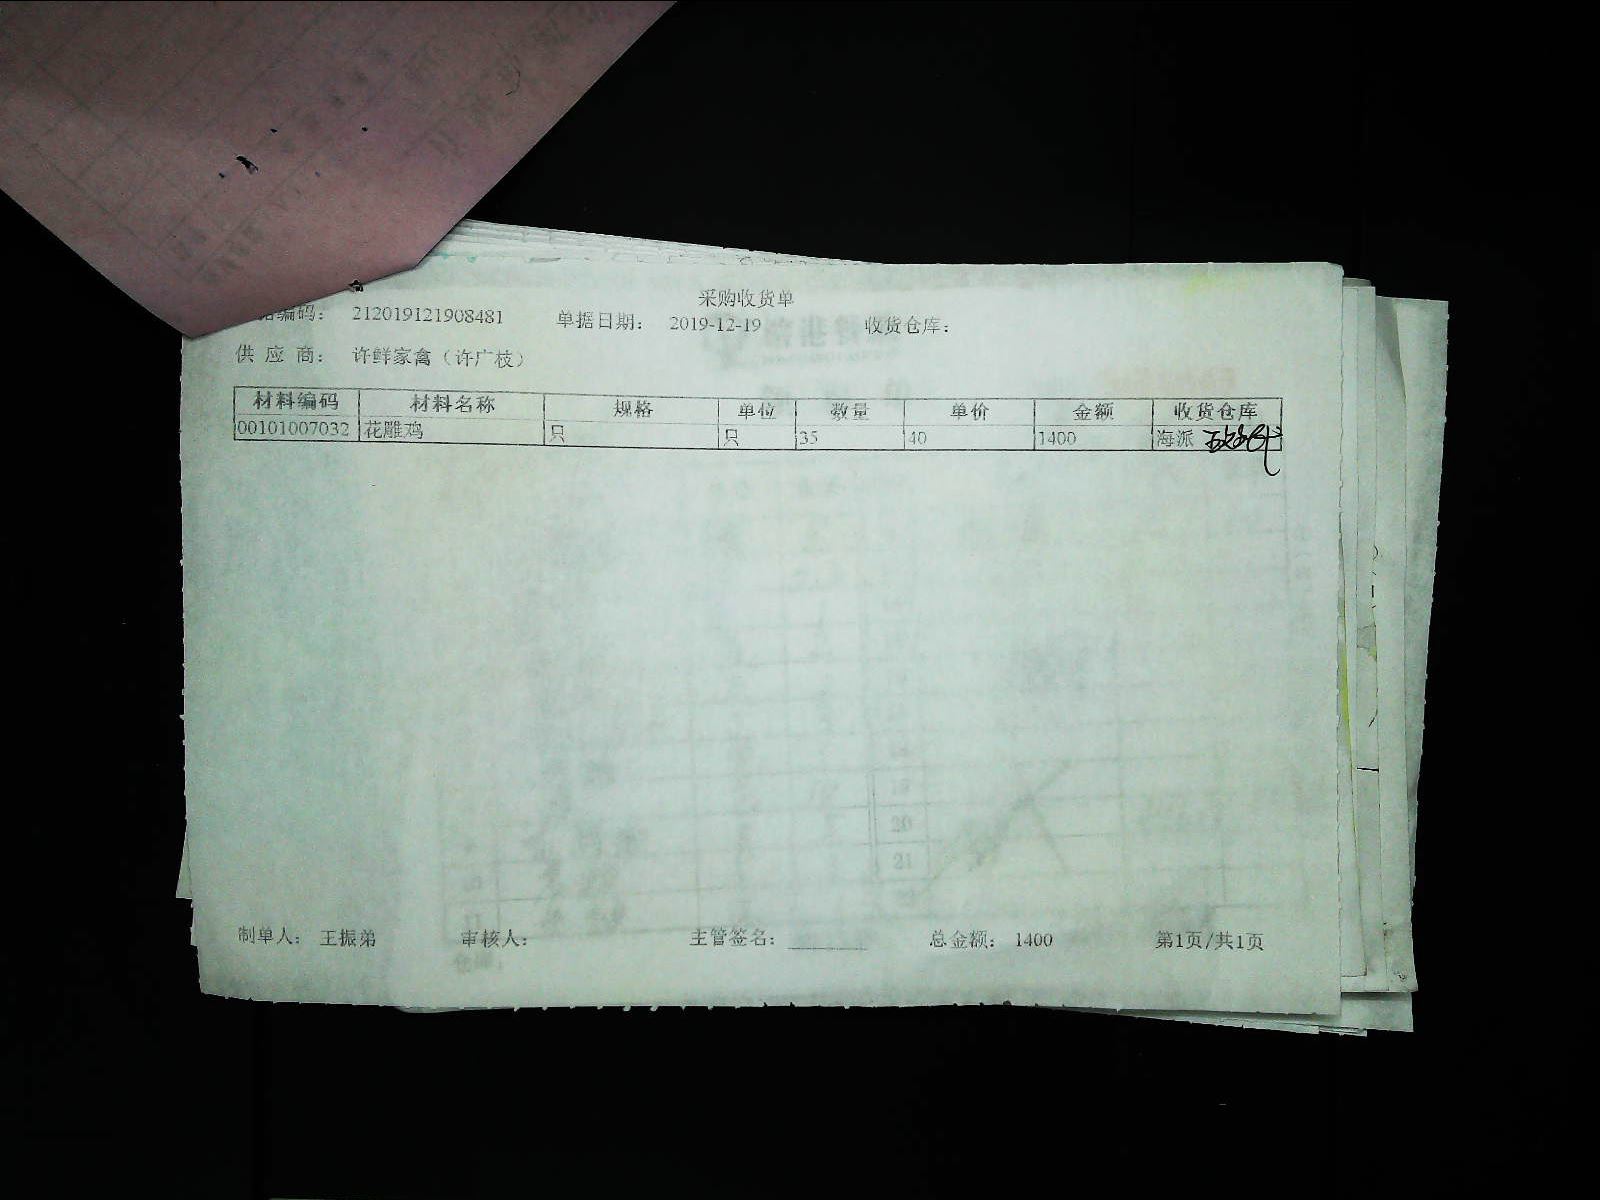 采购收货单
编码： 212019121908481 单据日期： 2019-12-19 收货仓库：
供 应 商： 许鲜家禽（许广枝）
材料编码 材料名称 规格 单位 数量 单价 金额 收货仓库
00101007032 花雕鸡 只 只 35 40 1400 海派
制单人： 王振弟 审核人： 主管签名： 总金额： 1400 第1页/共1页